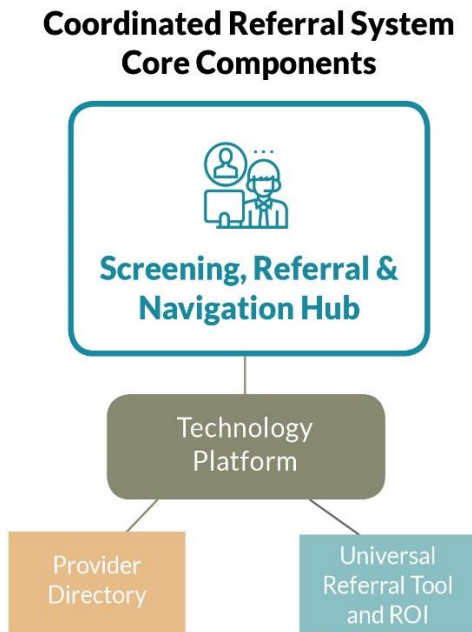 Coordinated Referral System
Core Components
Screening, Referral &
Navigation Hub
Technology
Platform
Provider
Directory
Universal
Referral Tool
and ROI